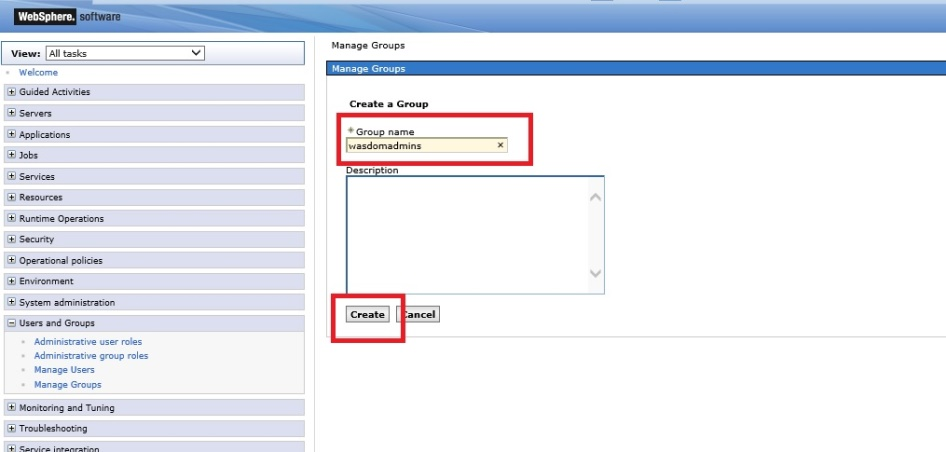 WebSphere. software
View: All tasks
Welcome
Guided Activities
Servers
Applications
Jobs
Services
Resources
Runtime Operations
Security
Operational policies
Environment
System administration
Users and Groups
Administrative user roles
Administrative group roles
Manage Users
Manage Groups
Monitoring and Tuning
Troubleshooting
Service integration
Manage Groups
Manage Groups
Create a Group
* Group name
wasdomadmins ×
Description
Create Cancel